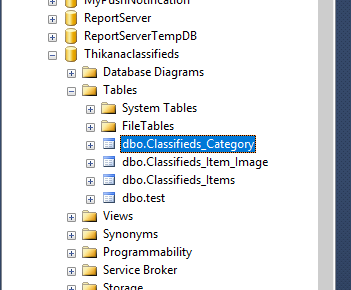 MyPushNotification
ReportServer
ReportServerTempDB
Thikanaclassifieds
Database Diagrams
Tables
System Tables
FileTables
dbo.Classifieds_Category
dbo.Classifieds_Item_Image
dbo.Classifieds_Items
dbo.test
Views
Synonyms
Programmability
Service Broker
Storage